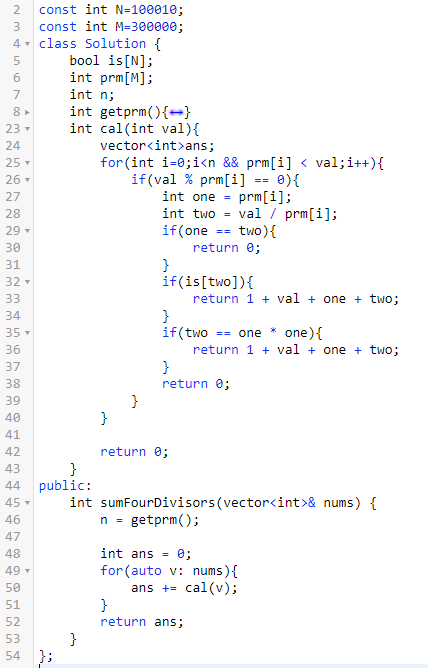 2 const int N=100010;
3 const int M=300000;
4 class Solution {
5 bool is[N];
6 int prm[M];
7 int n;
8 int getprm(){↔}
23 int cal(int val){
24 vector<int>ans;
25 for(int i=0;i<n && prm[i] < val;i++){
26 if(val % prm[i] == 0){
27 int one = prm[i];
28 int two = val / prm[i];
29 if(one == two){
30 return 0;
31 }
32 if(is[two]){
33 return 1 + val + one + two;
34 }
35 if(two == one * one){
36 return 1 + val + one + two;
37 }
38 return 0;
39 }
40 }
41
42 return 0;
43 }
44 public:
45 int sumFourDivisors(vector<int>& nums) {
46 n = getprm();
47
48 int ans = 0;
49 for(auto v: nums){
50 ans += cal(v);
51 }
52 return ans;
53 }
54 };